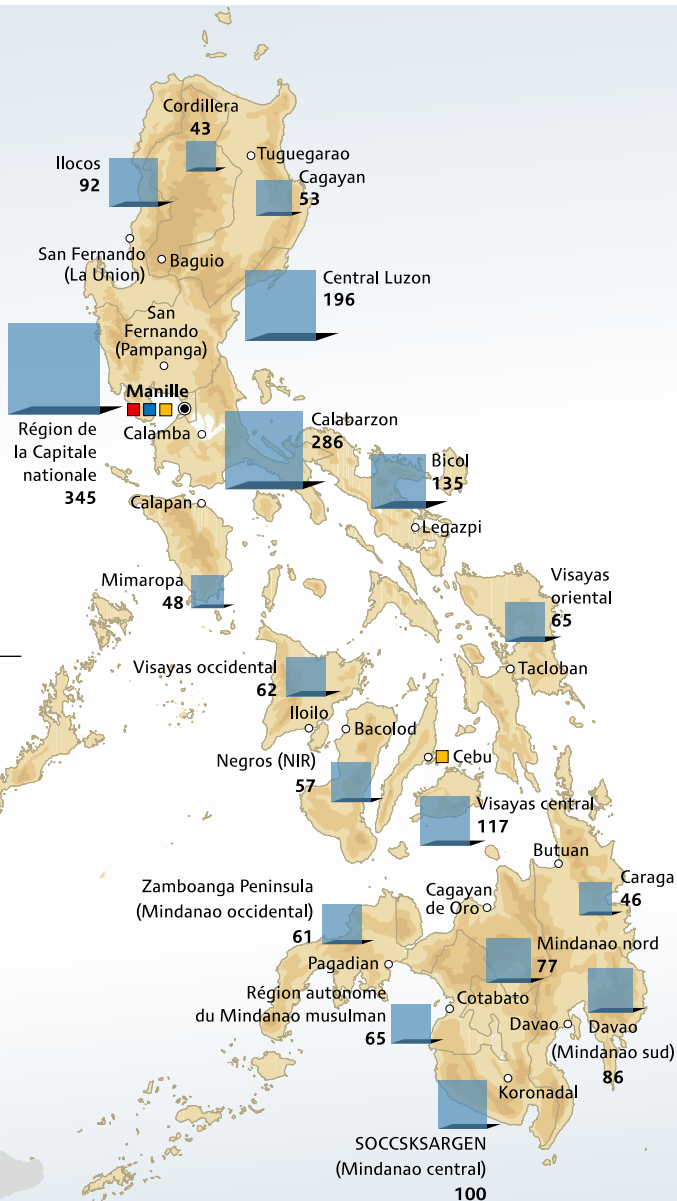 Cordillera
43
Tuguegarao
Ilocos
92
Cagayan
53
San Fernando
(La Union)
Baguio
Central Luzon
196
San
Fernando
(Pampanga)
Manille
Région de
la Capitale
nationale
345
Calamba
Calabarzon
286
Bicol
135
Calapan
Legazpi
Mimaropa
48
Visayas
oriental
65
Visayas occidental
62
Tacloban
Iloilo
Bacolod
Negros (NIR)
57
Cebu
Visayas central
117
Butuan
Zamboanga Peninsula
(Mindanao occidental)
61
Cagayan
de Oro
Caraga
46
Mindanao nord
77
Pagadian
Région autonome
du Mindanao musulman
65
Cotabato
Davao
Davao
(Mindanao sud)
86
Koronadal
SOCCSKSARGEN
(Mindanao central)
100